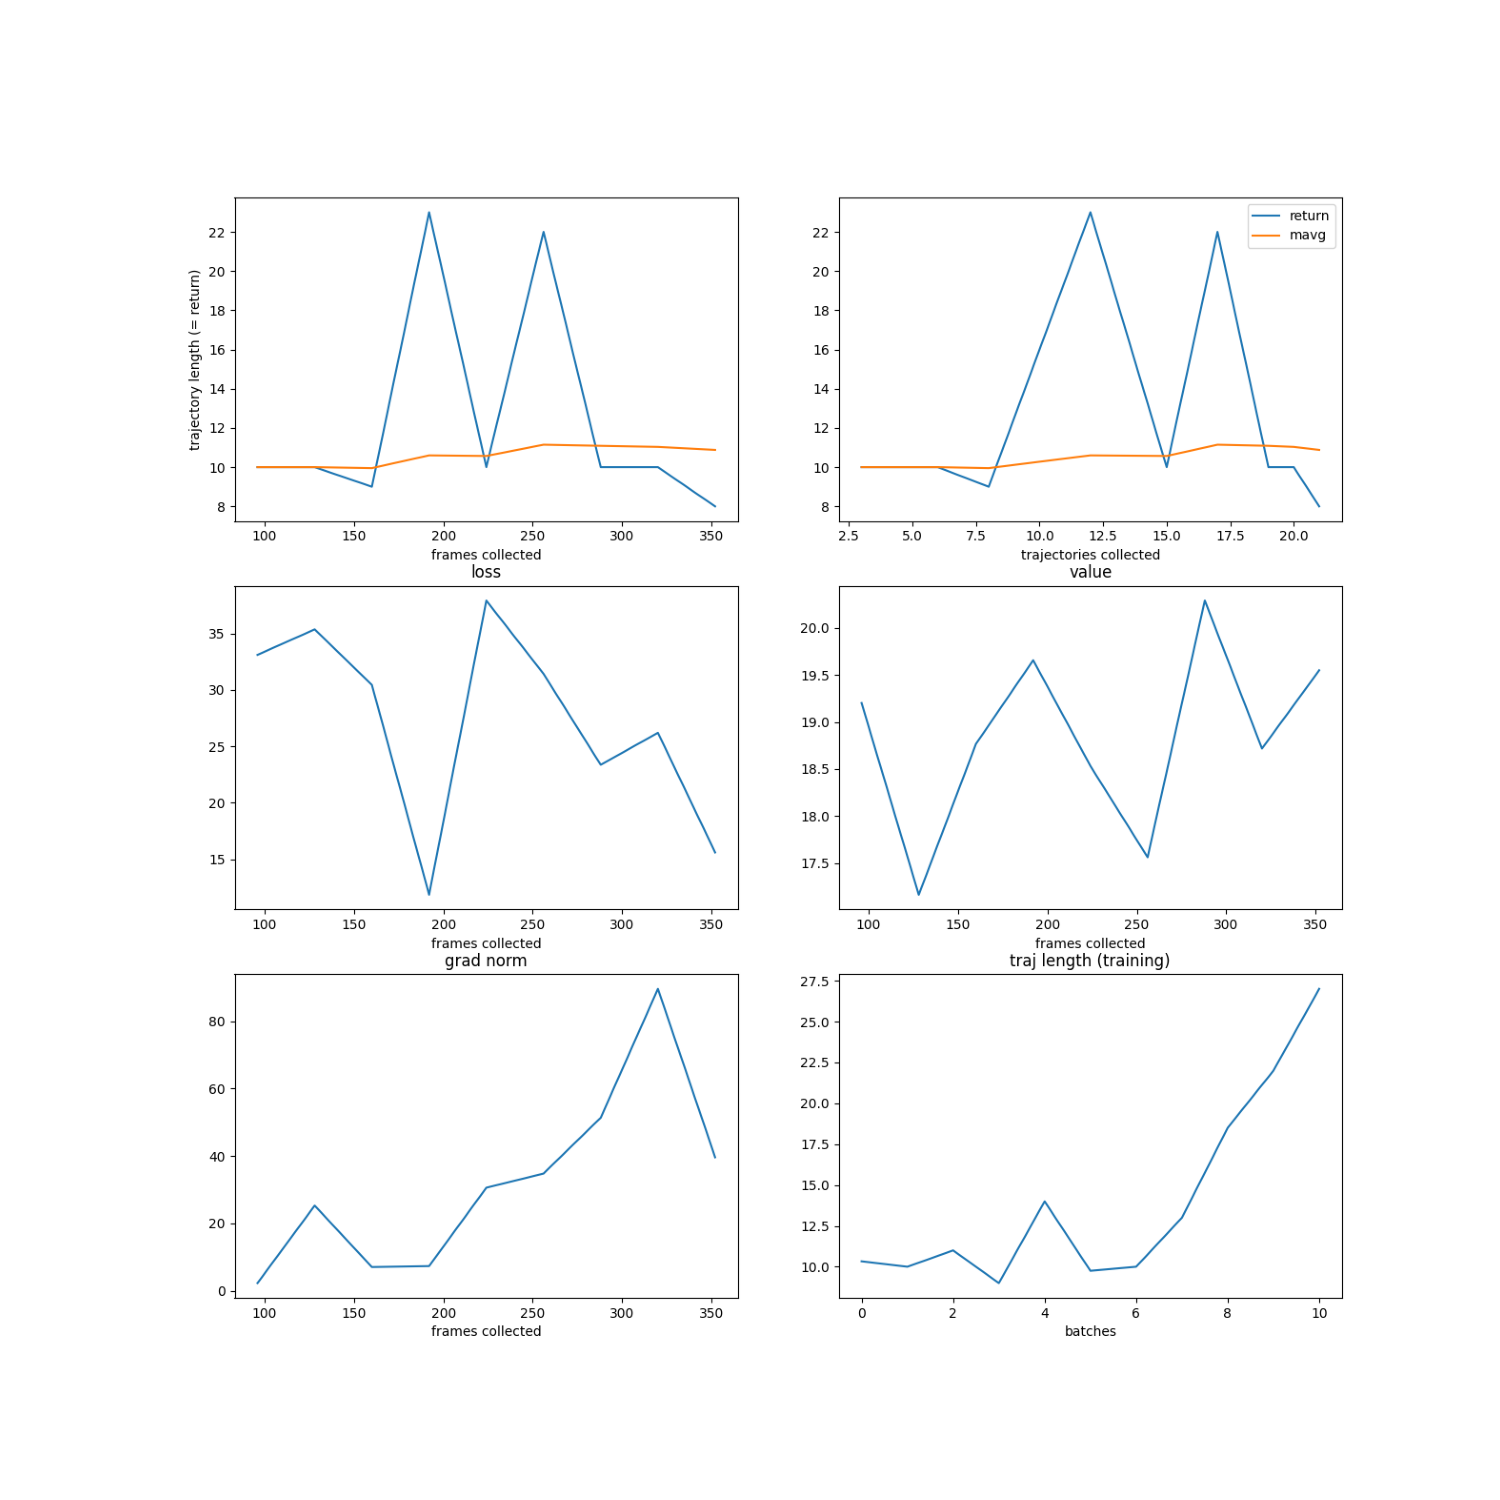 trajectory length (= return)
22
20
18
16
14
12
10
8
100 150 200 250 300 350
frames collected
return
mavg
22
20
18
16
14
12
10
8
2.5 5.0 7.5 10.0 12.5 15.0 17.5 20.0
trajectories collected
loss
35
30
25
20
15
100 150 200 250 300 350
frames collected
value
20.0
19.5
19.0
18.5
18.0
17.5
100 150 200 250 300 350
frames collected
grad norm
80
60
40
20
0
100 150 200 250 300 350
frames collected
traj length (training)
27.5
25.0
22.5
20.0
17.5
15.0
12.5
10.0
0 2 4 6 8 10
batches